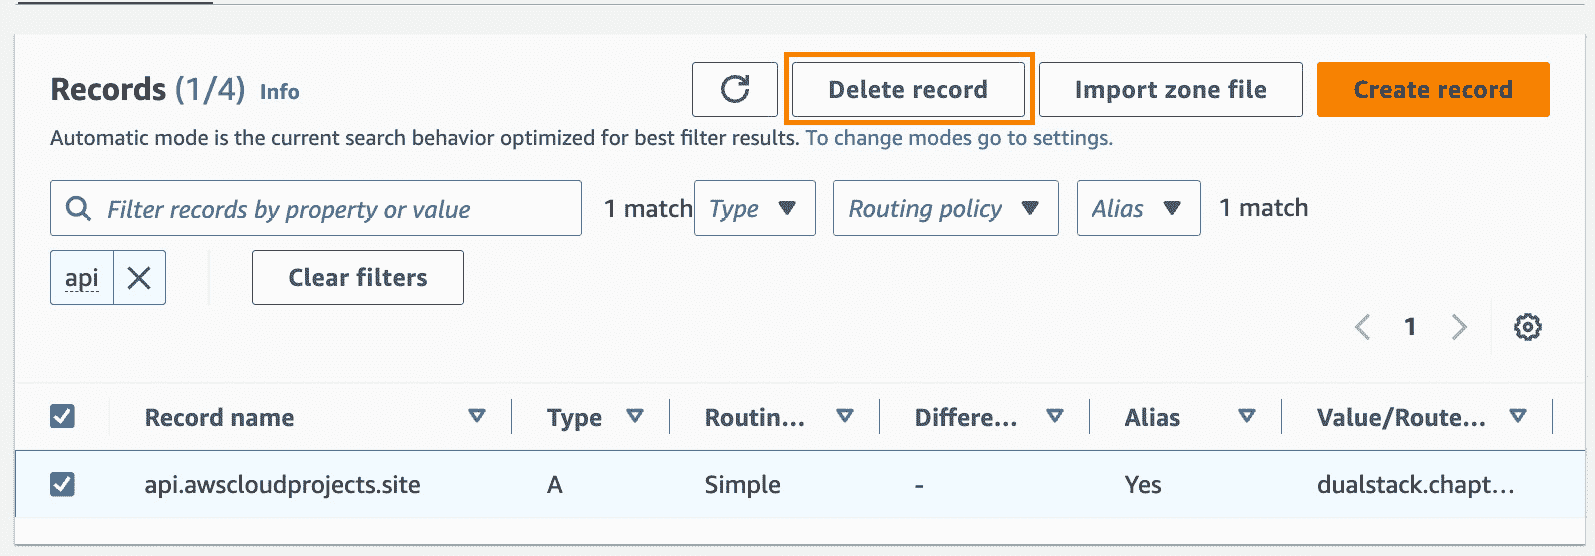 Records (1/4) Info
Delete record
Import zone file
Create record
Automatic mode is the current search behavior optimized for best filter results. To change modes go to settings.
Filter records by property or value
1 match
Type
Routing policy
Alias
1 match
api
Clear filters
1
Record name Type Routin... Differe... Alias Value/Route...
api.awscloudprojects.site A Simple - Yes dualstack.chapt...